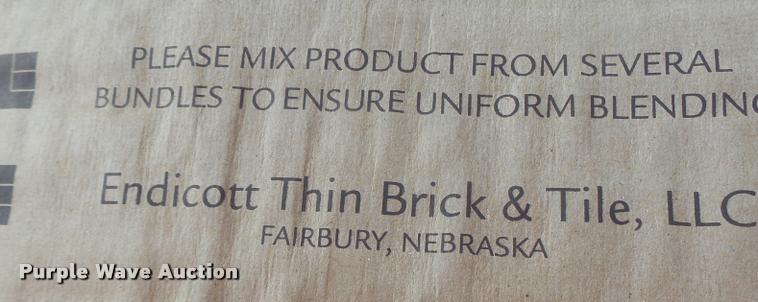 PLEASE MIX PRODUCT FROM SEVERAL
BUNDLES TO ENSURE UNIFORM BLENDING
Endicott Thin Brick & Tile, LLC
FAIRBURY, NEBRASKA
Purple Wave Auction